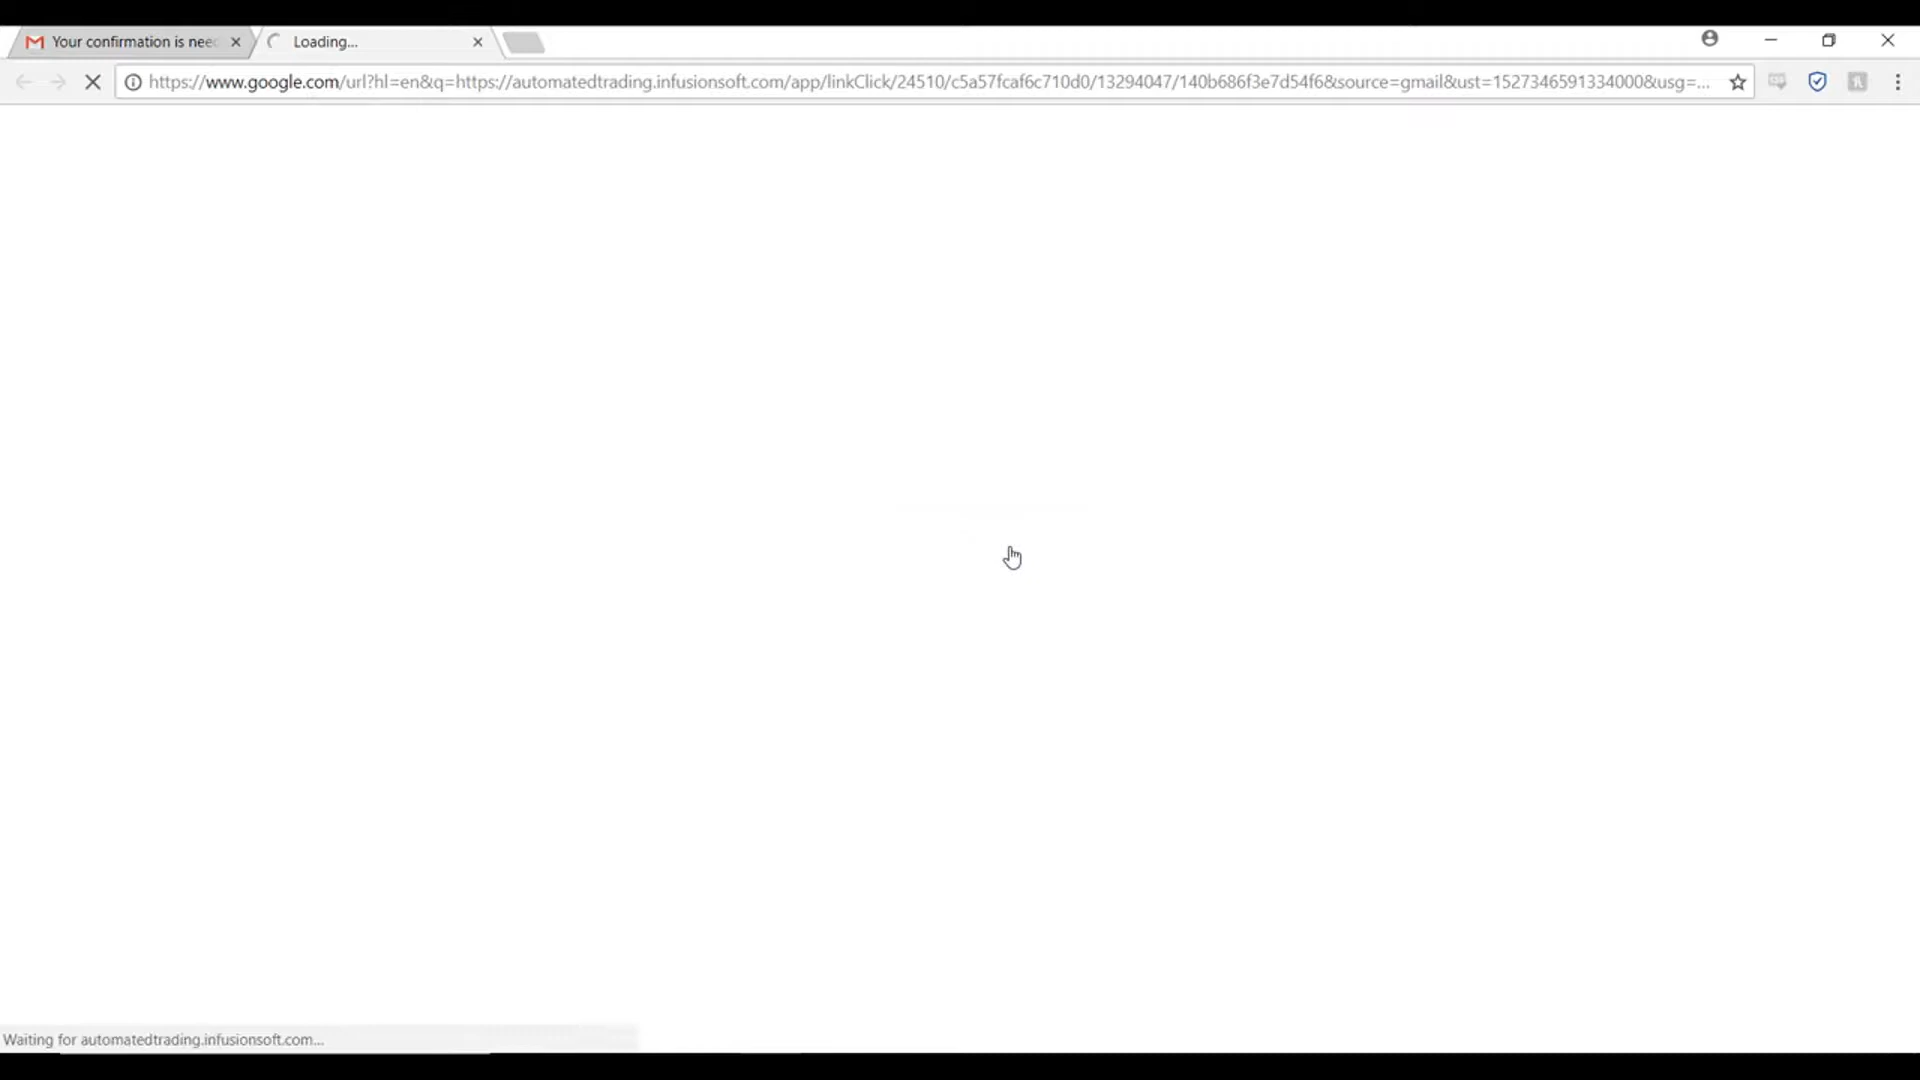 Your confirmation is nee
Loading...
https://www.google.com/url?hl=en&q=https://automatedtrading.infusionsoft.com/app/linkClick/24510/c5a57fcaf6c710d0/13294047/140b686f3e7d54f6&source=gmail&ust=1527346591334000&usg=...
Waiting for automatedtrading.infusionsoft.com...